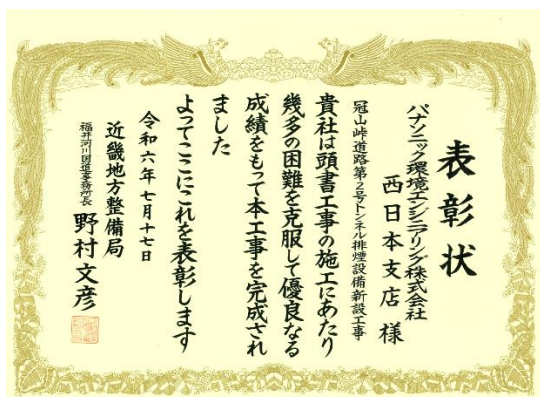 表彰状
パナソニック環境エンジニアリング株式会社
西日本支店 様
冠山峠道路第2号トンネル排煙設備新設工事
貴社は頭書工事の施工にあたり
幾多の困難を克服して優良なる
成績をもって本工事を完成され
ました
よってここにこれを表彰します
令和六年七月十七日
近畿地方整備局
福井河川国道事務所長 野村文彦